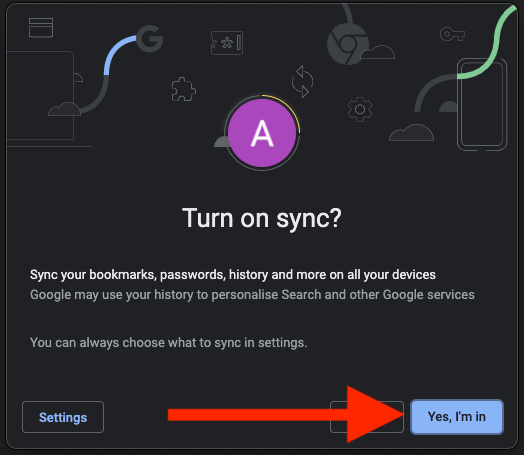 A
Turn on sync?
Sync your bookmarks, passwords, history and more on all your devices
Google may use your history to personalise Search and other Google services
You can always choose what to sync in settings.
Settings
Yes, I'm in